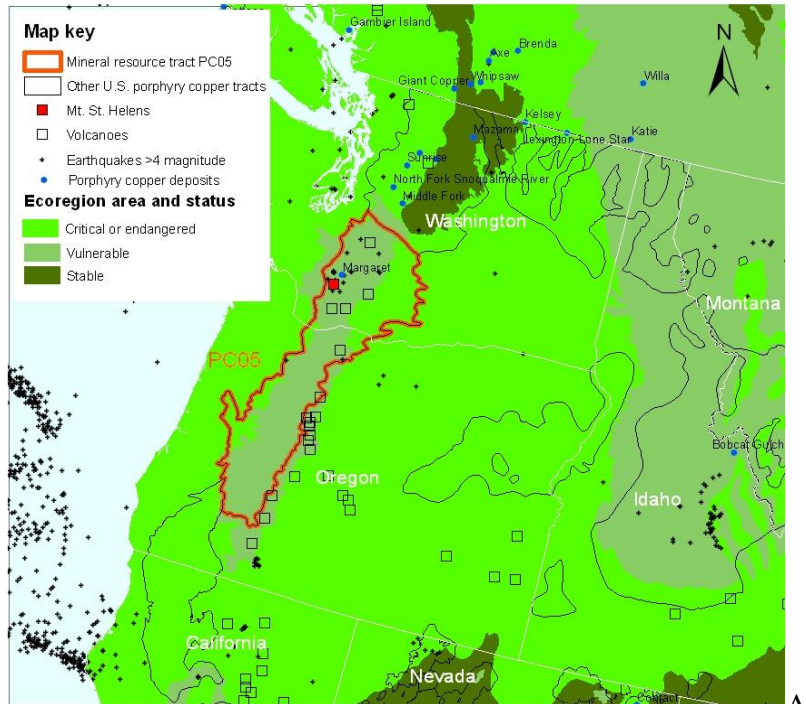 Gambier Island
Map key
Mineral resource tract PC05
Other U.S. porphyry copper tracts
Mt. St. Helens
Volcanoes
Earthquakes >4 magnitude
Porphyry copper deposits
Ecoregion area and status
Critical or endangered
Vulnerable
Stable
N
Axe
Brenda
Giant Copper
Whipsaw
Willa
Kelsey
Mazama
Lexington-Lone Star
Katie
Sunrise
North Fork Snoqualmie River
Middle Fork
Washington
Margaret
Montana
PC05
Bobcat Gulch
Oregon
Idaho
California
Nevada
Contact
A